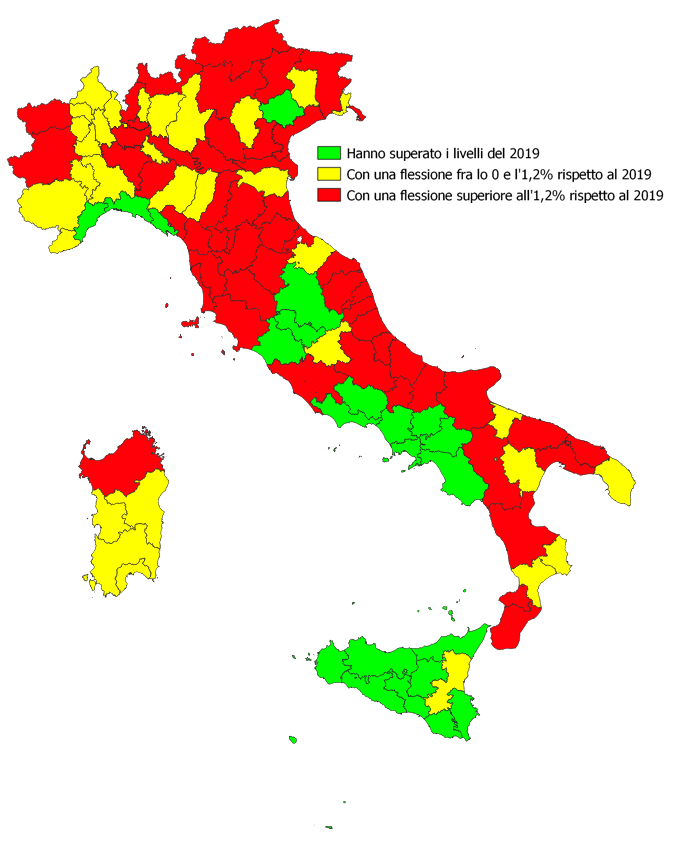 Hanno superato i livelli del 2019
Con una flessione fra lo 0 e l'1,2% rispetto al 2019
Con una flessione superiore all'1,2% rispetto al 2019